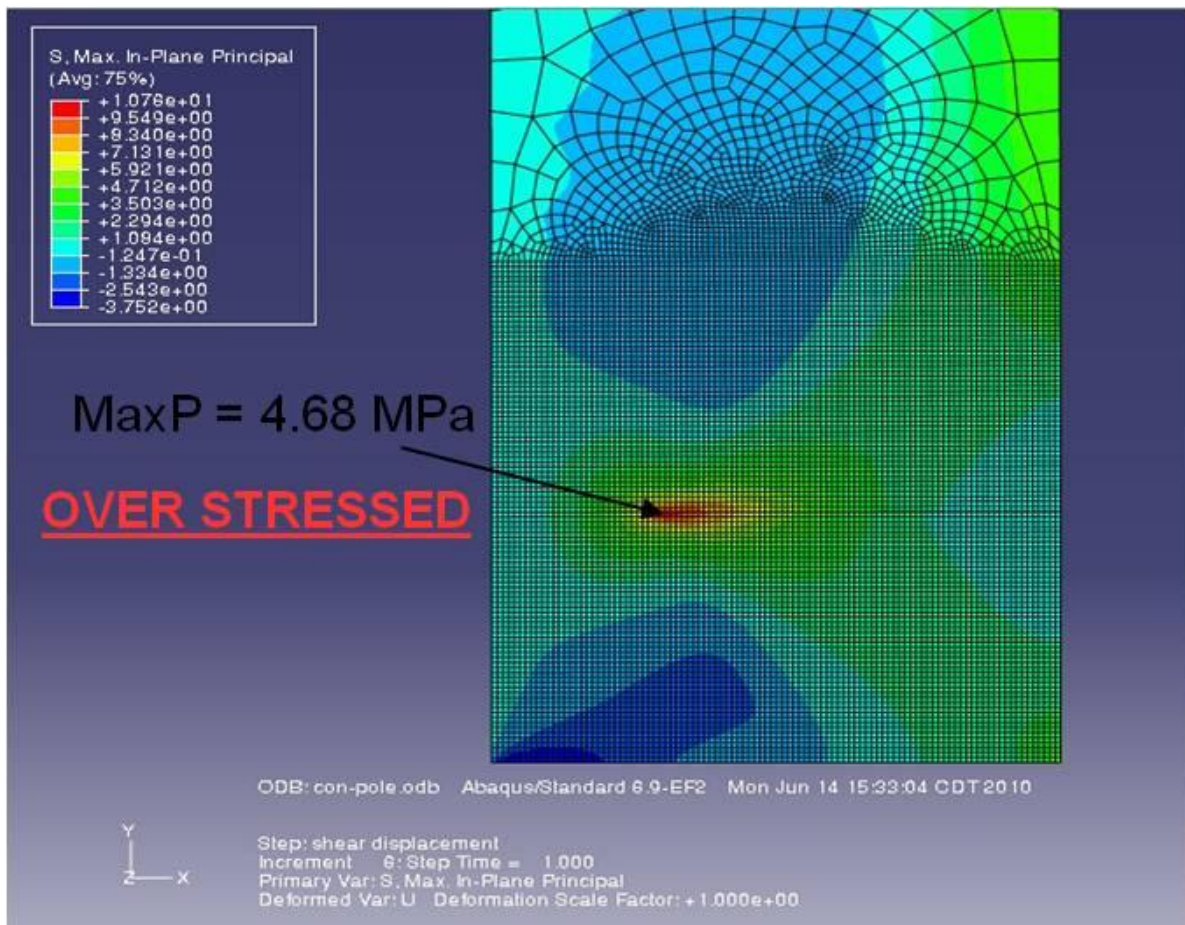 S, Max. In-Plane Principal
(Avg: 75%)
+1.076e+01
+9.549e+00
+8.340e+00
+7.131e+00
+5.921e+00
+4.712e+00
+3.503e+00
+2.294e+00
+1.094e+00
-1.247e-01
-1.334e+00
-2.543e+00
-3.752e+00
MaxP = 4.68 MPa
OVER STRESSED
ODB: con-pole.odb Abaqus/Standard 6.9-EF2 Mon Jun 14 15:33:04 CDT 2010
Y
Z X
Step: shear displacement
Increment 6: Step Time = 1.000
Primary Var: S, Max. In-Plane Principal
Deformed Var: U Deformation Scale Factor: +1.000e+00